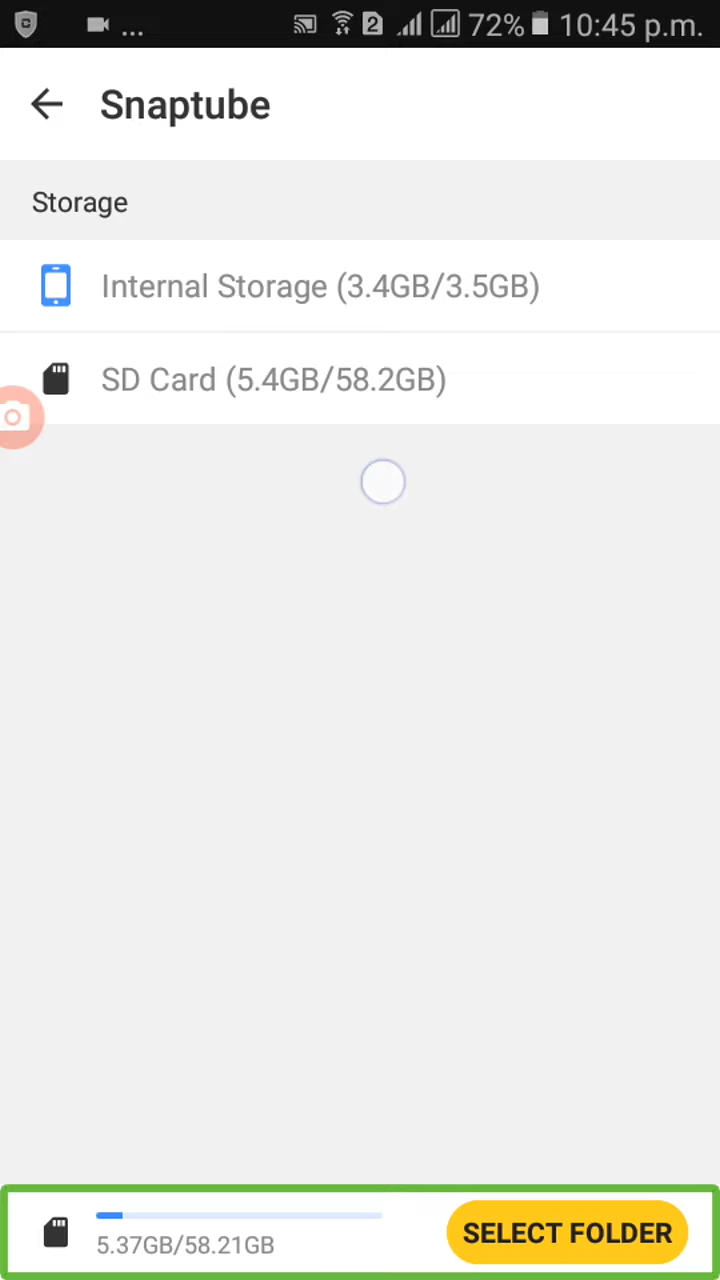 ... 2 72% 10:45 p.m.
Snaptube
Storage
Internal Storage (3.4GB/3.5GB)
SD Card (5.4GB/58.2GB)
5.37GB/58.21GB
SELECT FOLDER